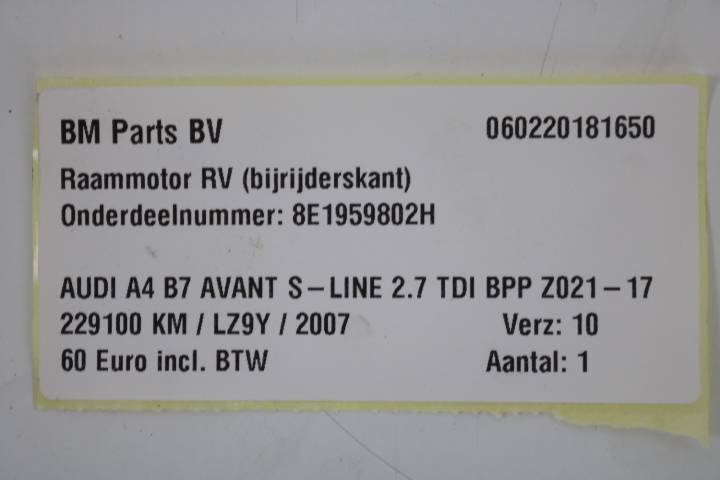 BM Parts BV 060220181650
Raammotor RV (bijrijderskant)
Onderdeelnummer: 8E1959802H
AUDI A4 B7 AVANT S-LINE 2.7 TDI BPP Z021-17
229100 KM / LZ9Y / 2007 Verz: 10
60 Euro incl. BTW Aantal: 1